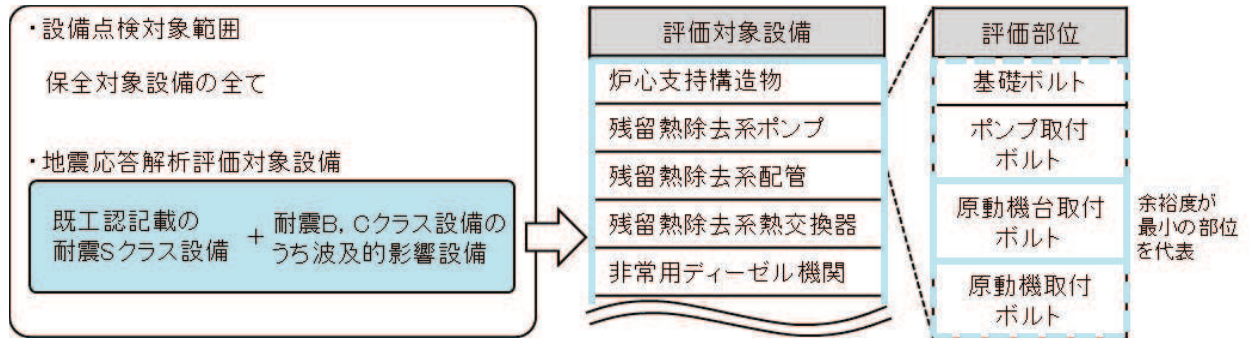 ・設備点検対象範囲
保全対象設備の全て
・地震応答解析評価対象設備
既工認記載の
耐震Sクラス設備
+
耐震B，Cクラス設備の
うち波及的影響設備
評価対象設備
炉心支持構造物
残留熱除去系ポンプ
残留熱除去系配管
残留熱除去系熱交換器
非常用ディーゼル機関
評価部位
基礎ボルト
ポンプ取付
ボルト
原動機台取付
ボルト
原動機取付
ボルト
余裕度が
最小の部位
を代表